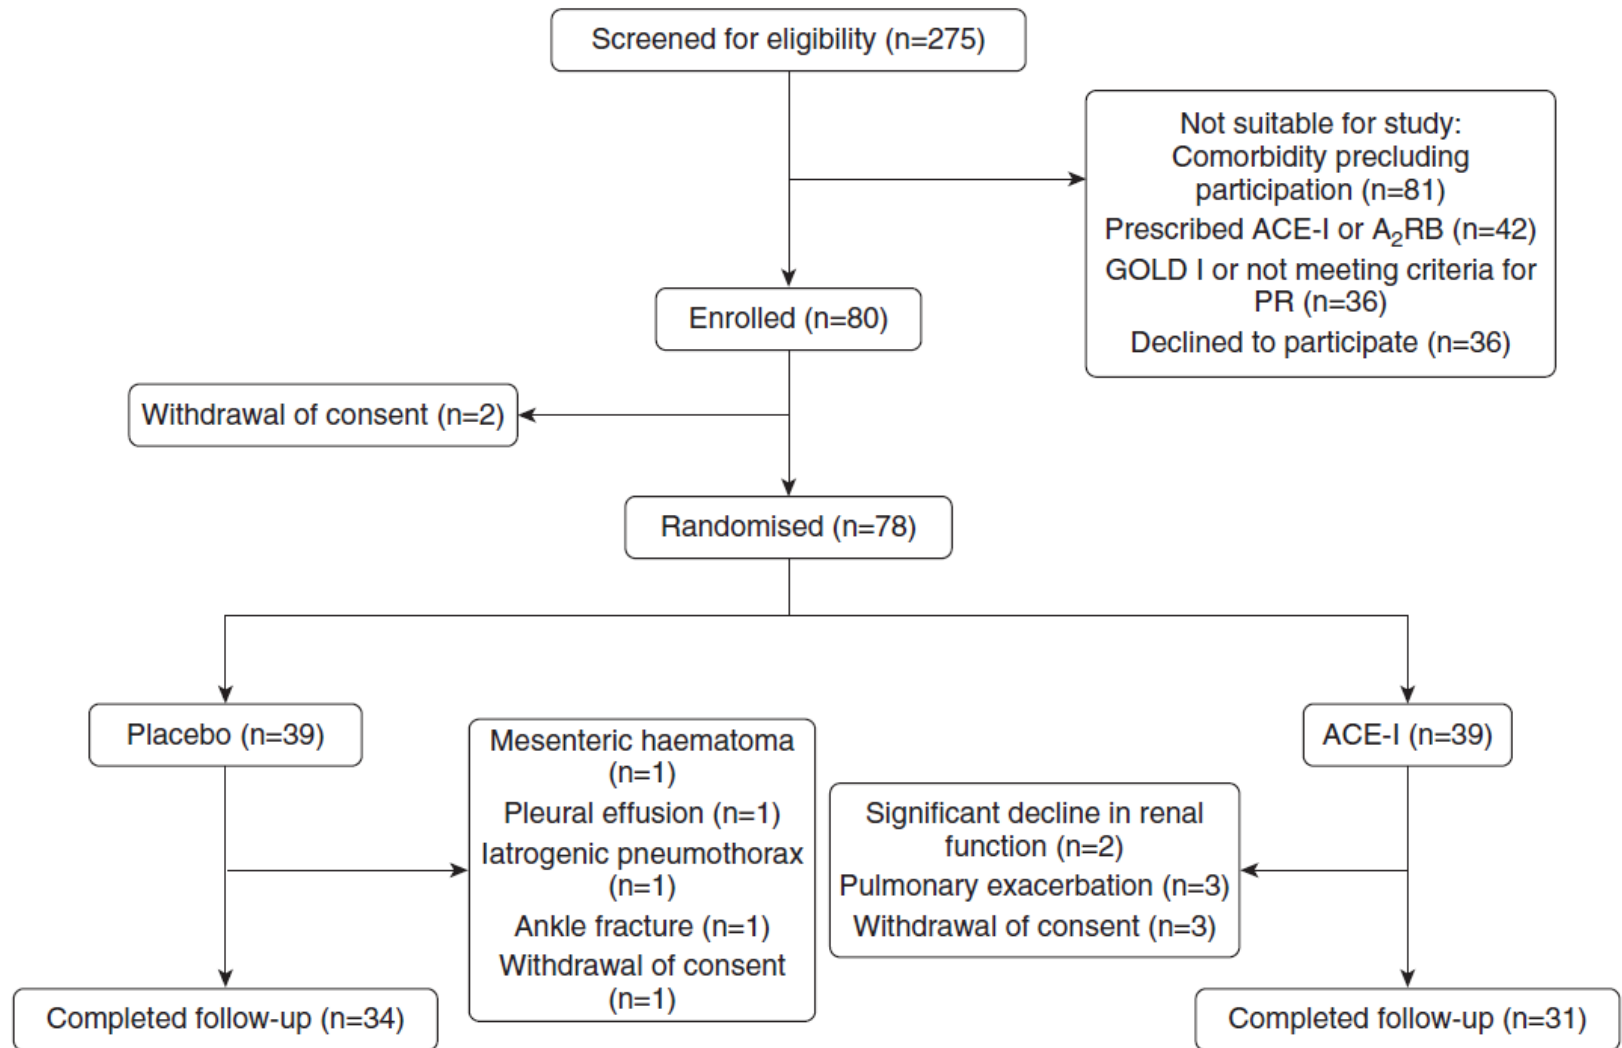 Screened for eligibility (n=275)
Not suitable for study:
Comorbidity precluding
participation (n=81)
Prescribed ACE-I or A₂RB (n=42)
GOLD I or not meeting criteria for
PR (n=36)
Declined to participate (n=36)
Enrolled (n=80)
Withdrawal of consent (n=2)
Randomised (n=78)
Placebo (n=39)
Mesenteric haematoma
(n=1)
Pleural effusion (n=1)
Iatrogenic pneumothorax
(n=1)
Ankle fracture (n=1)
Withdrawal of consent
(n=1)
Completed follow-up (n=34)
ACE-I (n=39)
Significant decline in renal
function (n=2)
Pulmonary exacerbation (n=3)
Withdrawal of consent (n=3)
Completed follow-up (n=31)